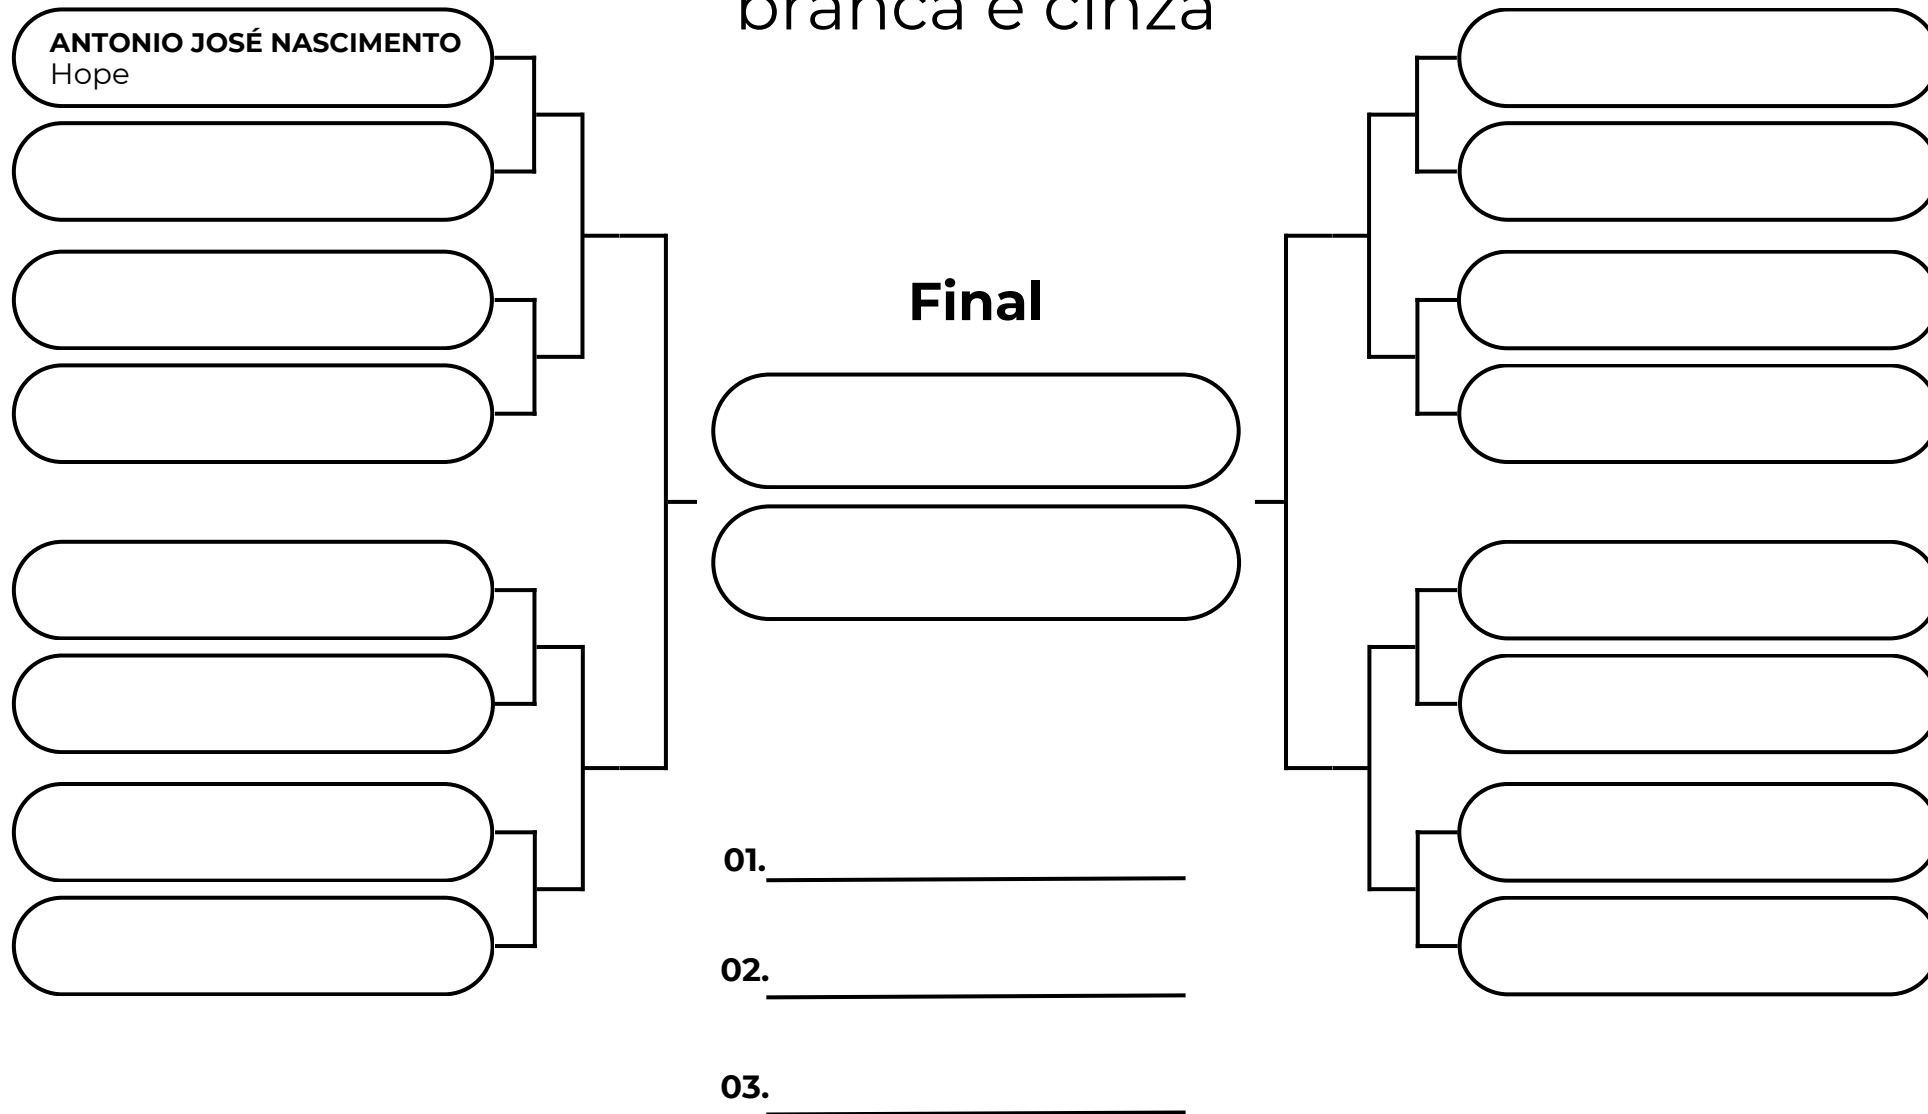 branca e cinza
ANTONIO JOSÉ NASCIMENTO
Hope
Final
01.
02.
03.